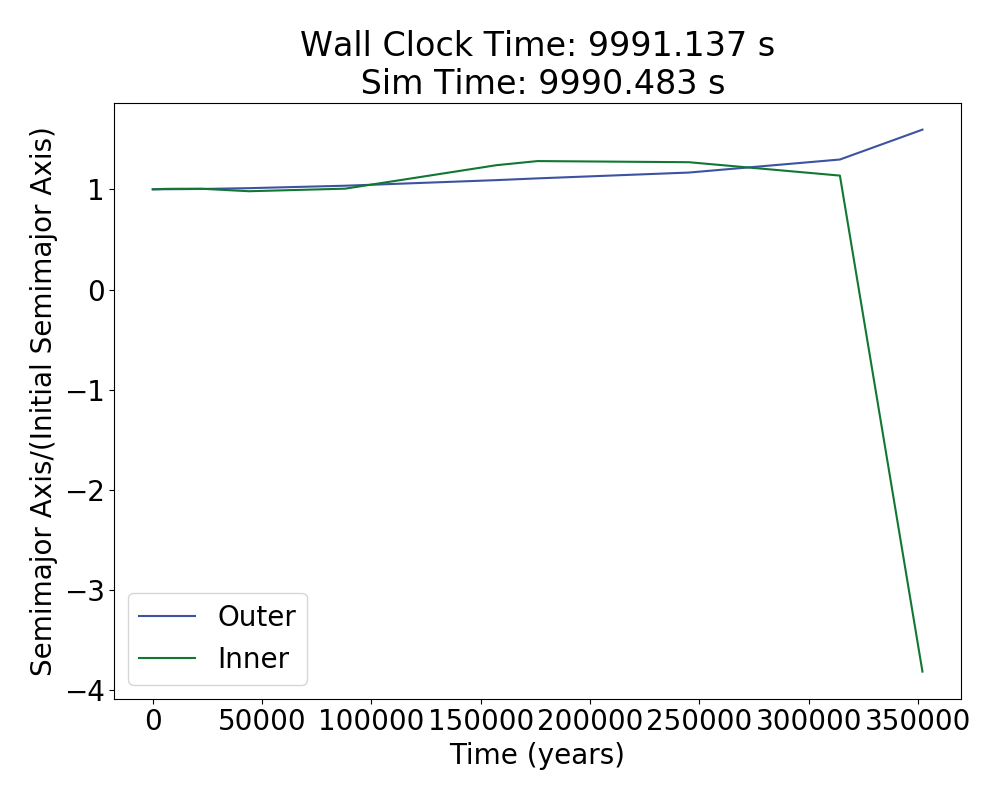 Wall Clock Time: 9991.137 s
Sim Time: 9990.483 s
Semimajor Axis/(Initial Semimajor Axis)
1
0
−1
−2
−3
−4
Outer
Inner
0 50000 100000 150000 200000 250000 300000 350000
Time (years)